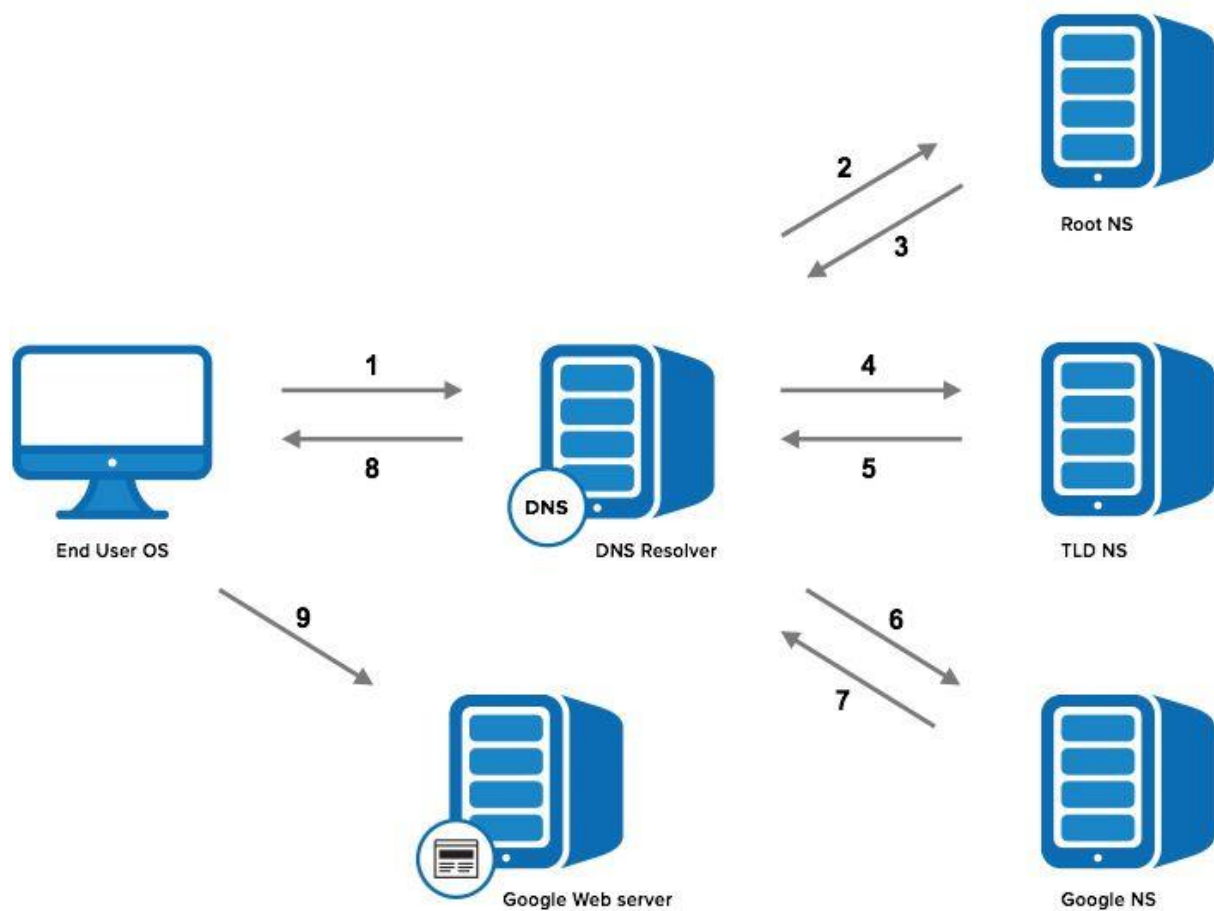 2
3
Root NS
1
4
8
5
DNS
End User OS
DNS Resolver
TLD NS
9
6
7
Google Web server
Google NS